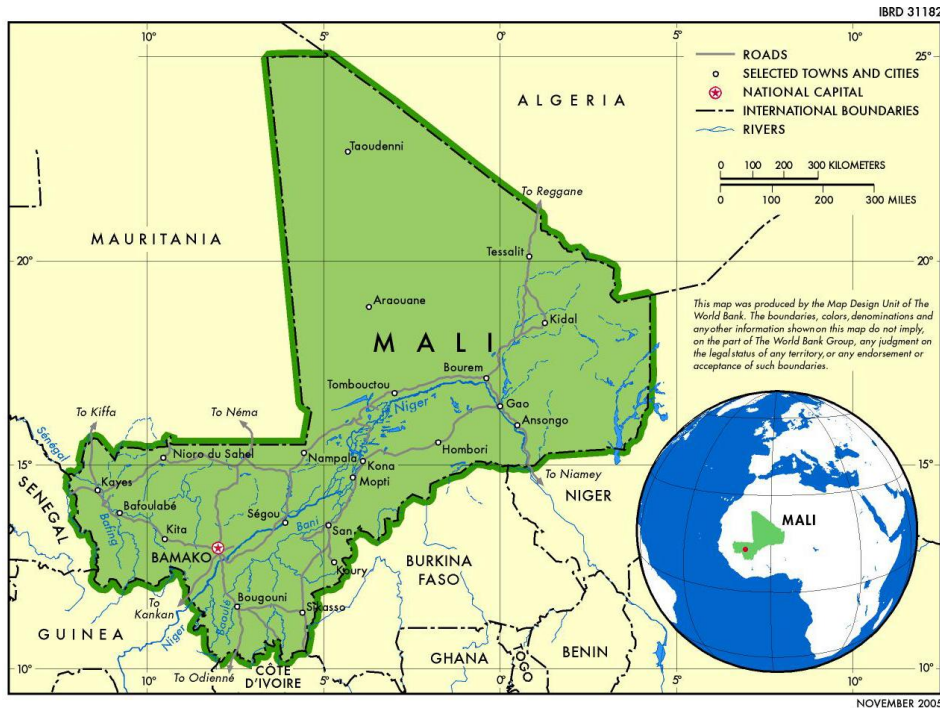 IBRD 31182
10°
5°
0°
5°
10°
25°
ROADS
SELECTED TOWNS AND CITIES
NATIONAL CAPITAL
INTERNATIONAL BOUNDARIES
RIVERS
0 100 200 300 KILOMETERS
0 100 200 300 MILES
ALGERIA
Taoudenni
To Reggane
MAURITANIA
Tessalit
20°
20°
Araouane
Kidal
MALI
This map was produced by the Map Design Unit of The
World Bank. The boundaries, colors, denominations and
any other information shown on this map do not imply,
on the part of The World Bank Group, any judgment on
the legal status of any territory, or any endorsement or
acceptance of such boundaries.
Bourem
Tombouctou
Niger
Gao
Ansongo
To Kiffa
To Néma
Sénégal
Nioro du Sahel
Nampala
Kona
Hombori
15°
Mopti
To Niamey
NIGER
Kayes
SENEGAL
Bafoulabé
Bafing
Kita
Ségou
Bani
San
MALI
BAMAKO
Koury
BURKINA
FASO
To
Kankan
Bougouni
Baoulé
Sikasso
GUINEA
Niger
GHANA
TOGO
BENIN
10°
To Odienné
CÔTE
D'IVOIRE
10°
10°
5°
0°
5°
10°
NOVEMBER 2005